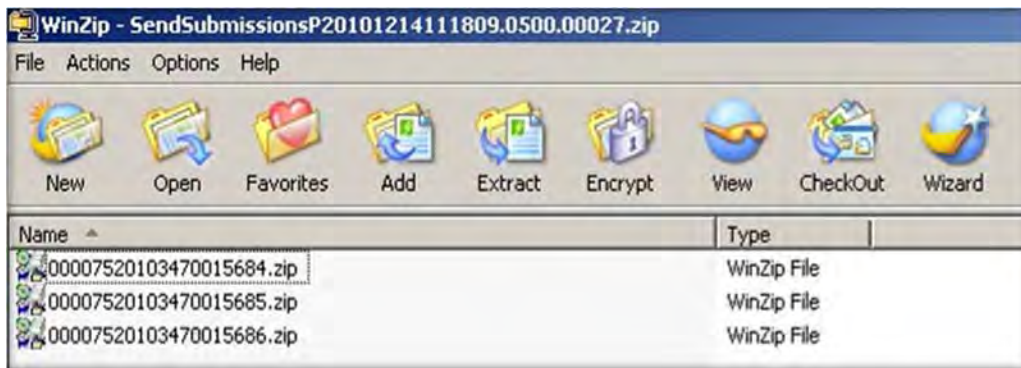 WinZip - SendSubmissionsP20101214111809.0500.00027.zip
File Actions Options Help
New Open Favorites Add Extract Encrypt View CheckOut Wizard
Name Type
00007520103470015684.zip WinZip File
00007520103470015685.zip WinZip File
00007520103470015686.zip WinZip File